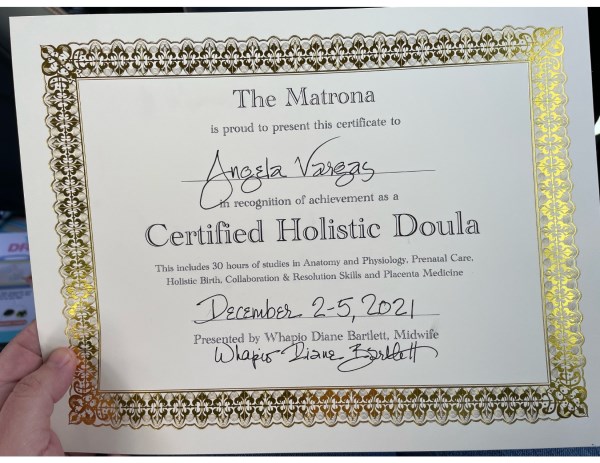 The Matrona
is proud to present this certificate to
Angela Vargas
in recognition of achievement as a
Certified Holistic Doula
This includes 30 hours of studies in Anatomy and Physiology, Prenatal Care,
Holistic Birth, Collaboration & Resolution Skills and Placenta Medicine
December 2-5, 2021
Presented by Whapio Diane Bartlett, Midwife
Whapio Diane Bartlett